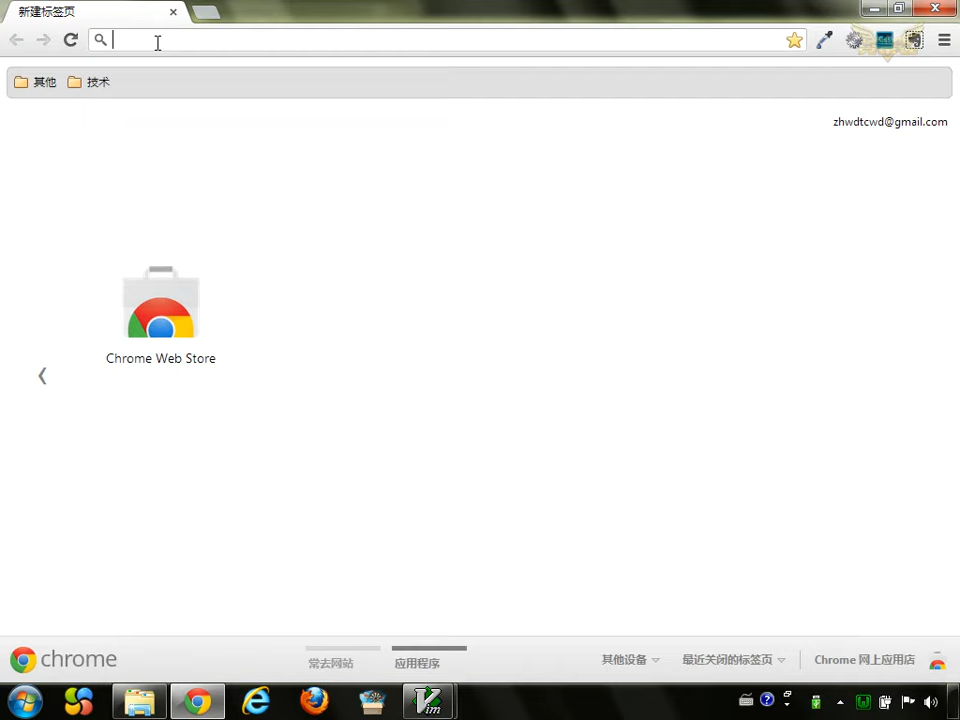 新建标签页
其他
技术
zhwdtcwd@gmail.com
Chrome Web Store
chrome
常去网站
应用程序
其他设备
最近关闭的标签页
Chrome 网上应用店